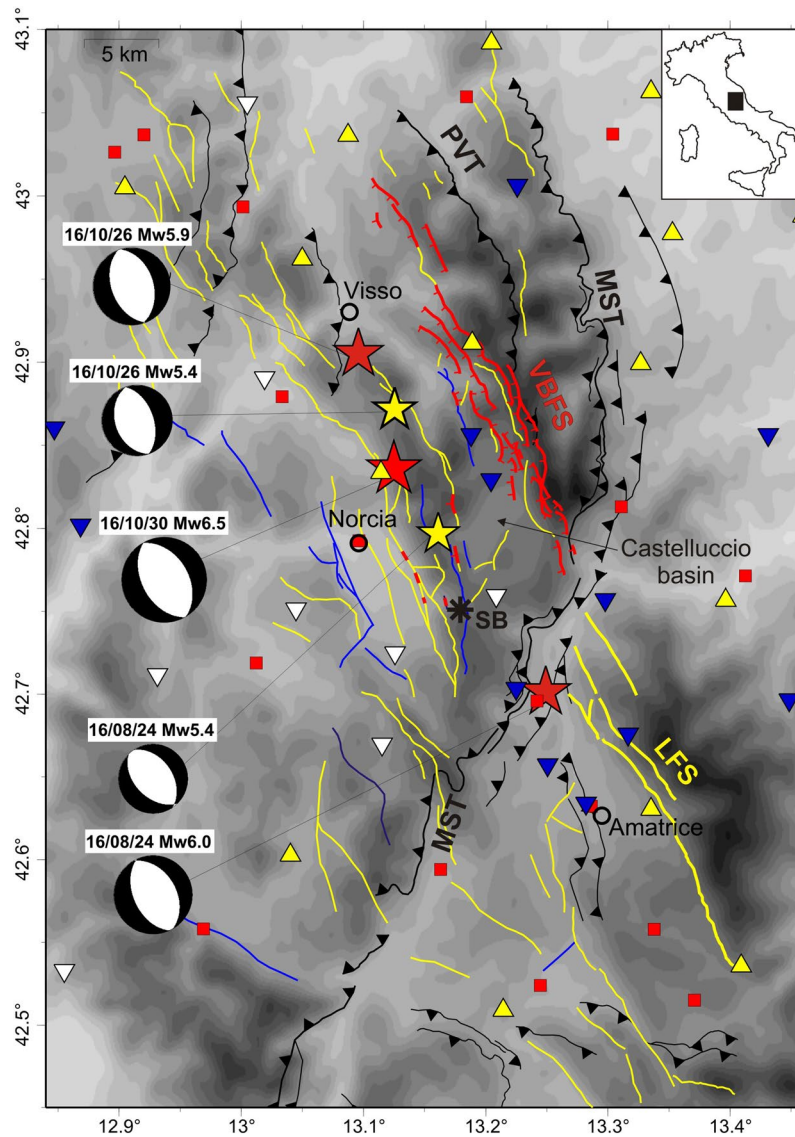 43.1°
5 km
PVT
43°
16/10/26 Mw5.9
Visso
MST
42.9°
16/10/26 Mw5.4
VBFS
42.8°
16/10/30 Mw6.5
Norcia
Castelluccio
basin
SB
42.7°
16/08/24 Mw5.4
LFS
MST
Amatrice
16/08/24 Mw6.0
42.6°
42.5°
12.9°
13°
13.1°
13.2°
13.3°
13.4°